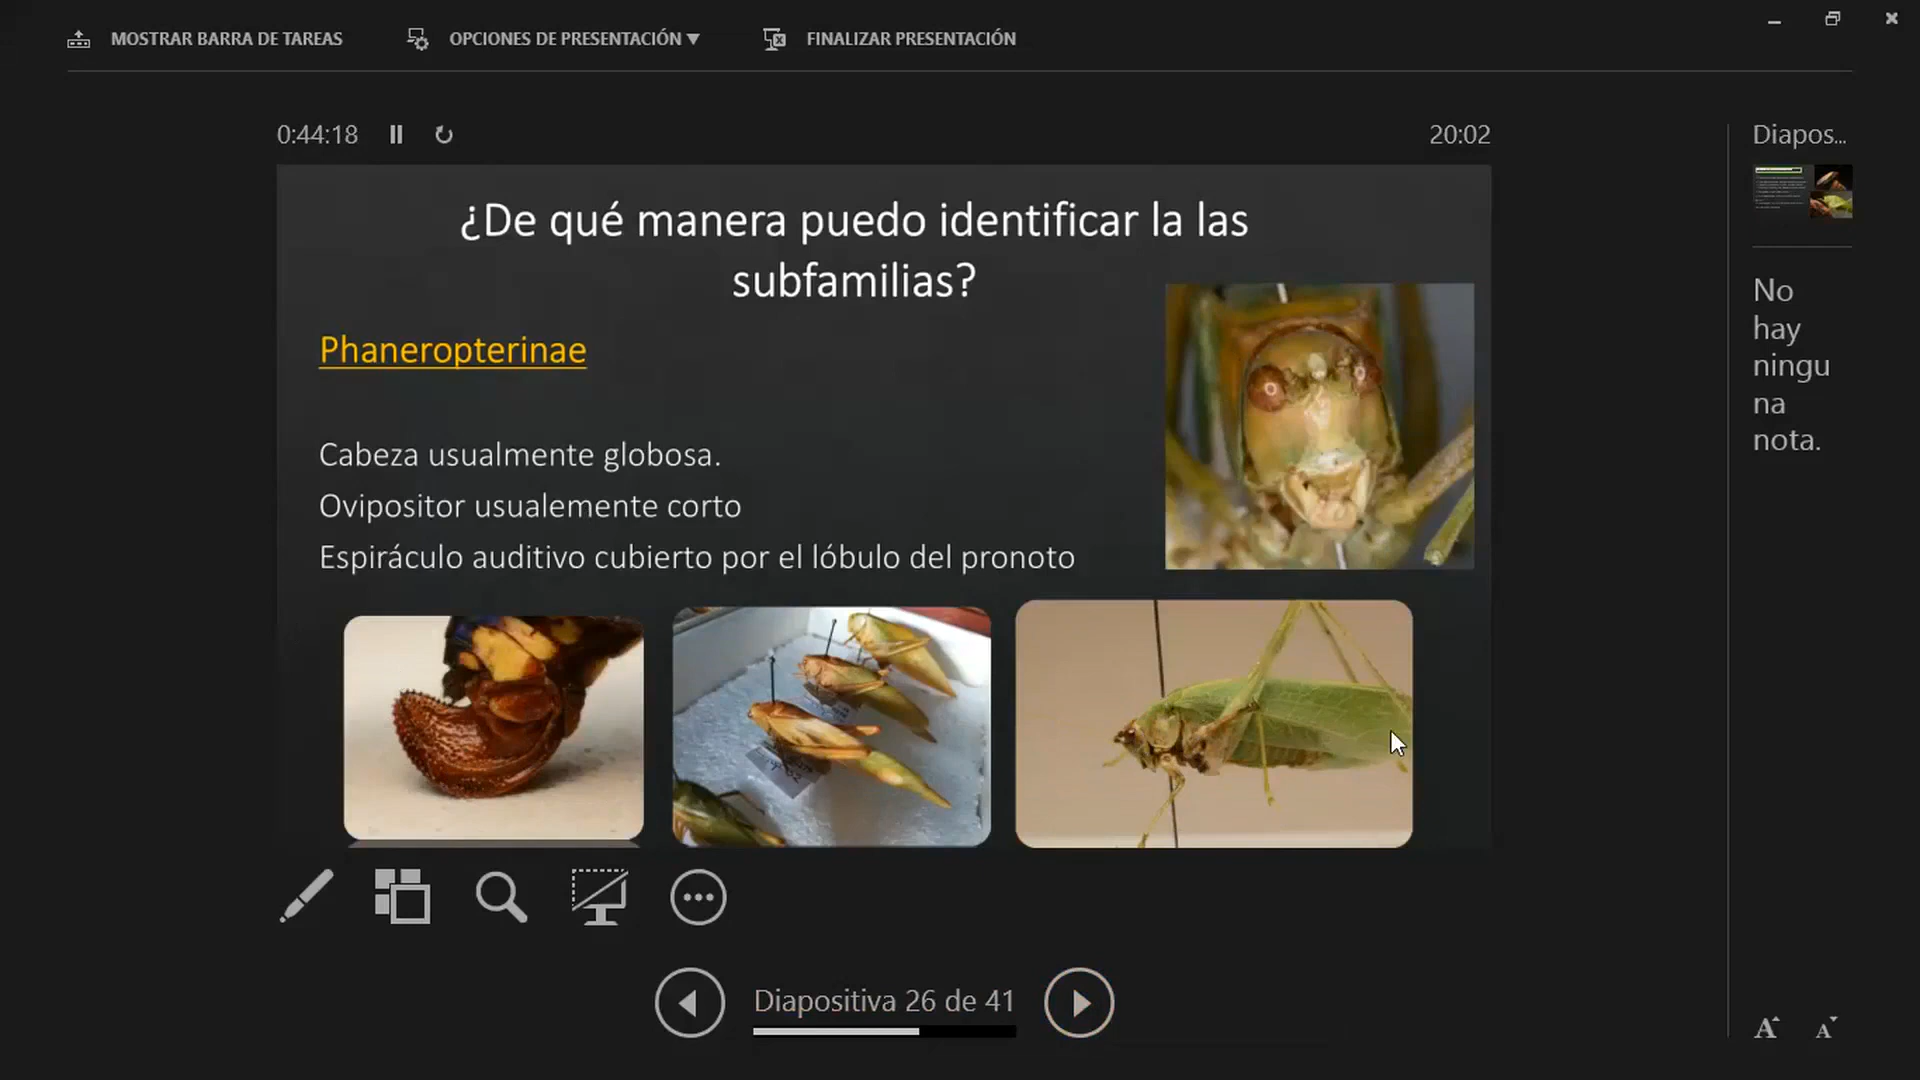 MOSTRAR BARRA DE TAREAS
OPCIONES DE PRESENTACIÓN
FINALIZAR PRESENTACIÓN
0:44:18
20:02
¿De qué manera puedo identificar la las
subfamilias?
Phaneropterinae
Cabeza usualmente globosa.
Ovipositor usualemente corto
Espiráculo auditivo cubierto por el lóbulo del pronoto
Diapositiva 26 de 41
Diapos...
No
hay
ningu
na
nota.
A A